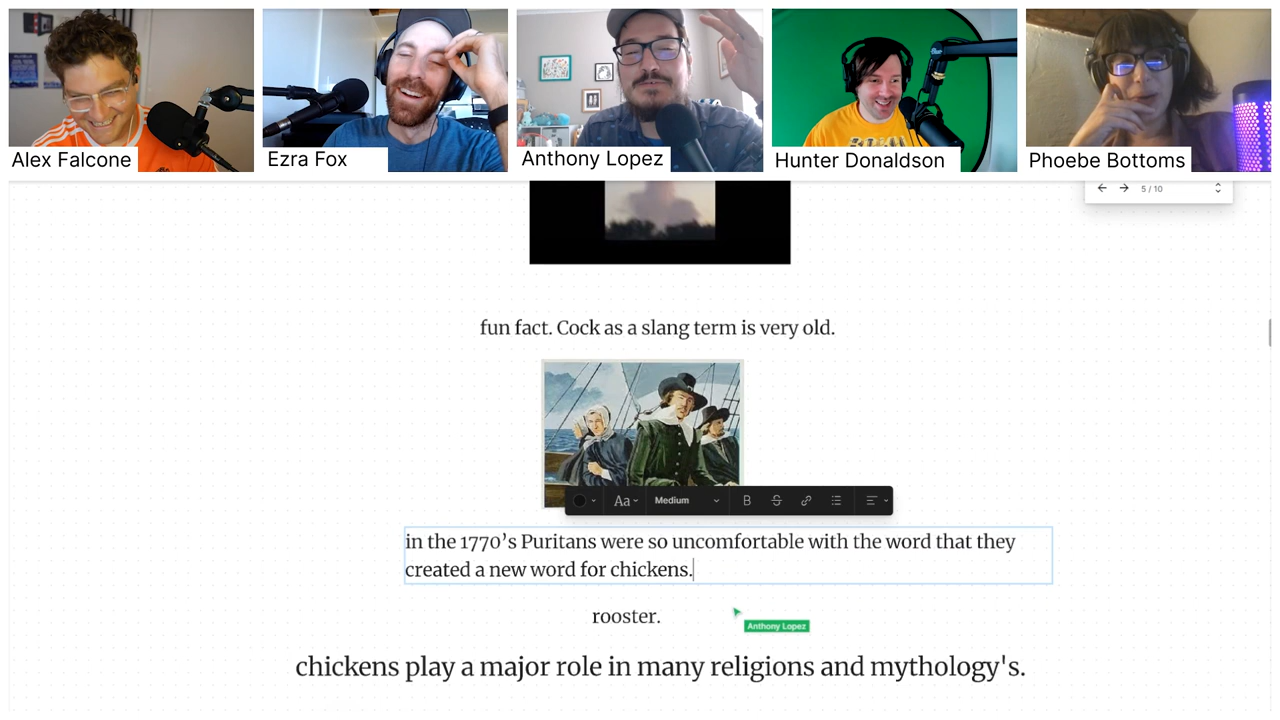 Alex Falcone
Ezra Fox
Anthony Lopez
Hunter Donaldson
Phoebe Bottoms
5 / 10
fun fact. Cock as a slang term is very old.
Aa
Medium
B
S
in the 1770’s Puritans were so uncomfortable with the word that they
created a new word for chickens.
rooster.
Anthony Lopez
chickens play a major role in many religions and mythology's.